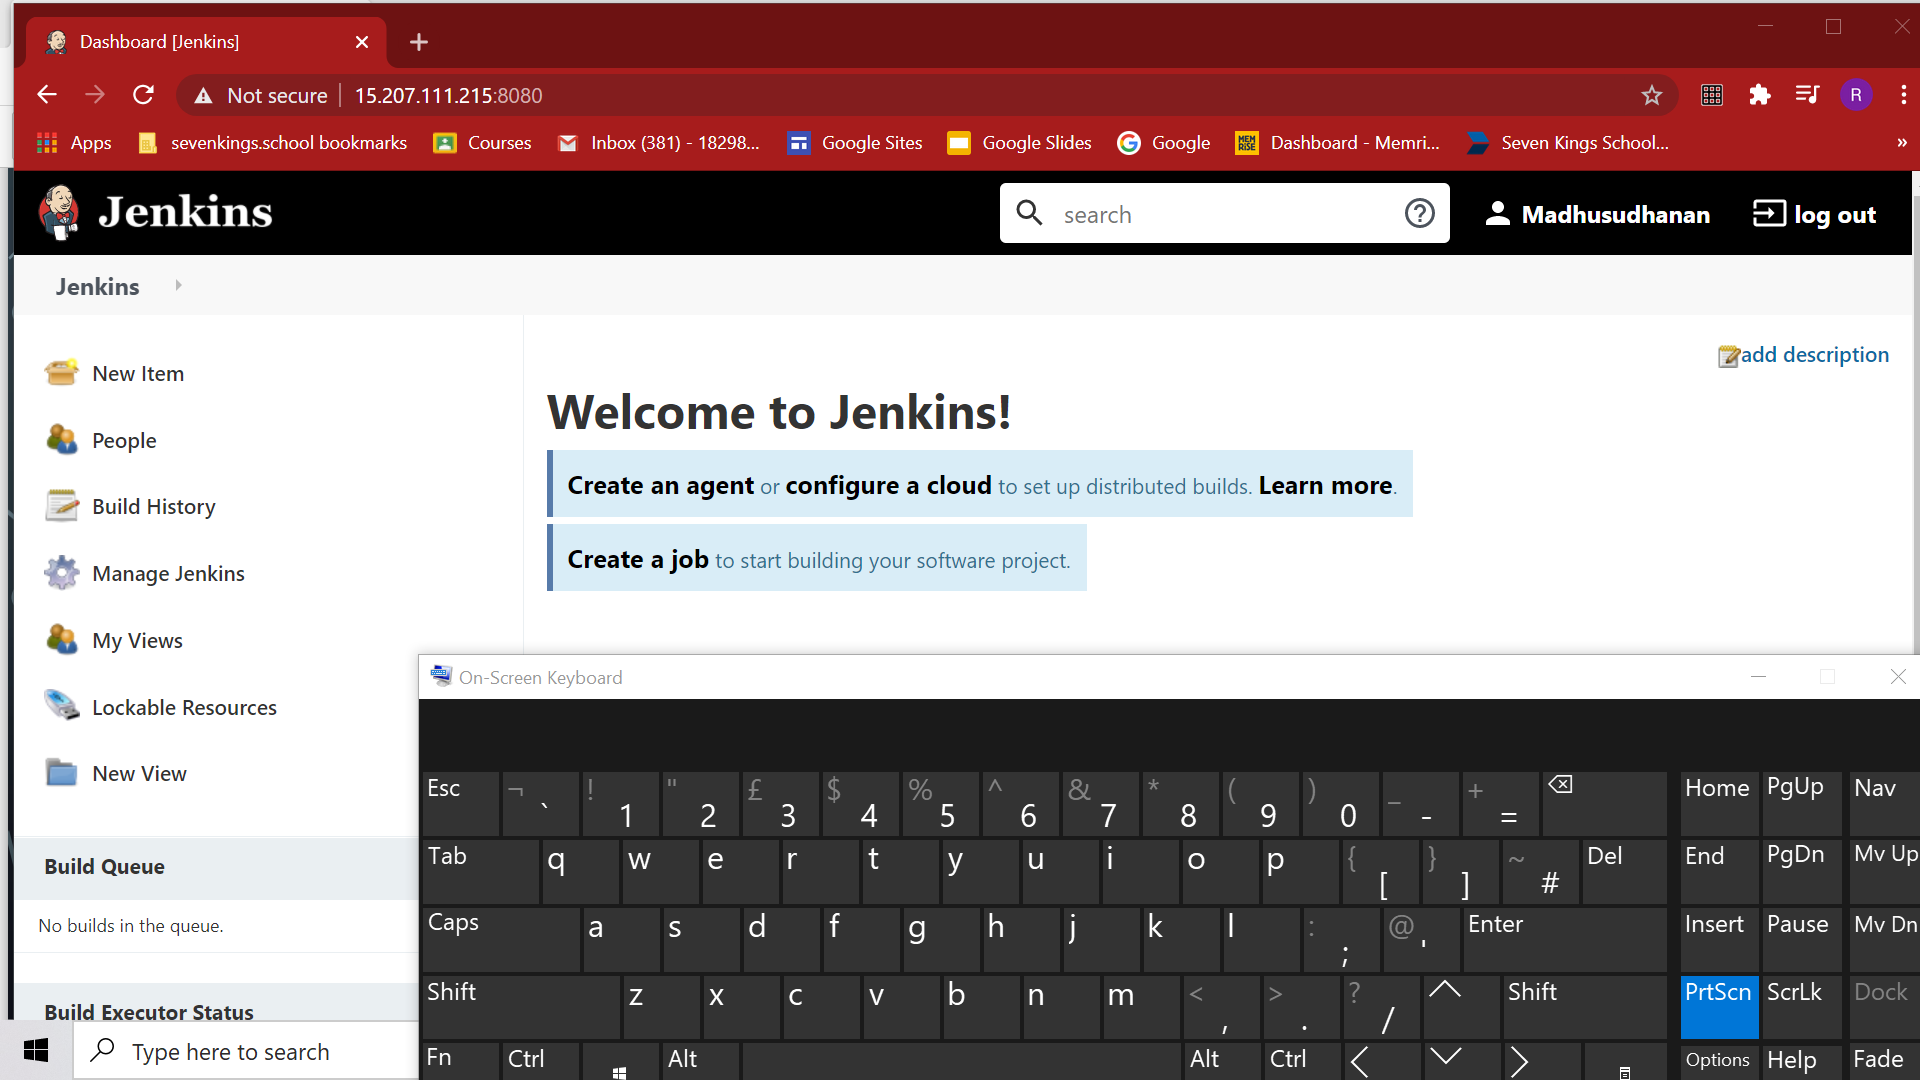 Dashboard [Jenkins]
Not secure | 15.207.111.215:8080
R
Apps sevenkings.school bookmarks Courses Inbox (381) - 18298... Google Sites Google Slides Google MEM RISE Dashboard - Memri... Seven Kings School... »
Jenkins search Madhusudhanan log out
Jenkins
add description
New Item
Welcome to Jenkins!
People
Create an agent or configure a cloud to set up distributed builds. Learn more.
Build History
Create a job to start building your software project.
Manage Jenkins
My Views
Lockable Resources
New View
Build Queue
No builds in the queue.
Build Executor Status
Type here to search
On-Screen Keyboard
Esc ¬ ` ! 1 " 2 £ 3 $ 4 % 5 ^ 6 & 7 * 8 ( 9 ) 0 _ - + = Home PgUp Nav
Tab q w e r t y u i o p { [ } ] ~ # Del End PgDn Mv Up
Caps a s d f g h j k l : ; @ ' Enter Insert Pause Mv Dn
Shift z x c v b n m < , > . ? / Shift PrtScn ScrLk Dock
Fn Ctrl Alt Alt Ctrl Options Help Fade